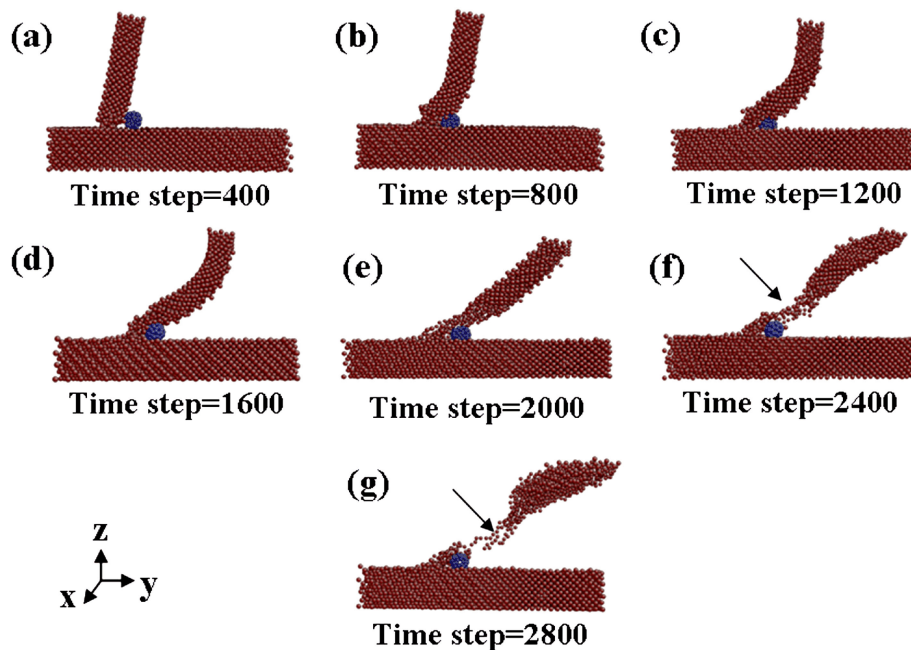 (a)
(b)
(c)
Time step=400
Time step=800
Time step=1200
(d)
(e)
(f)
Time step=1600
Time step=2000
Time step=2400
(g)
z
x
y
Time step=2800